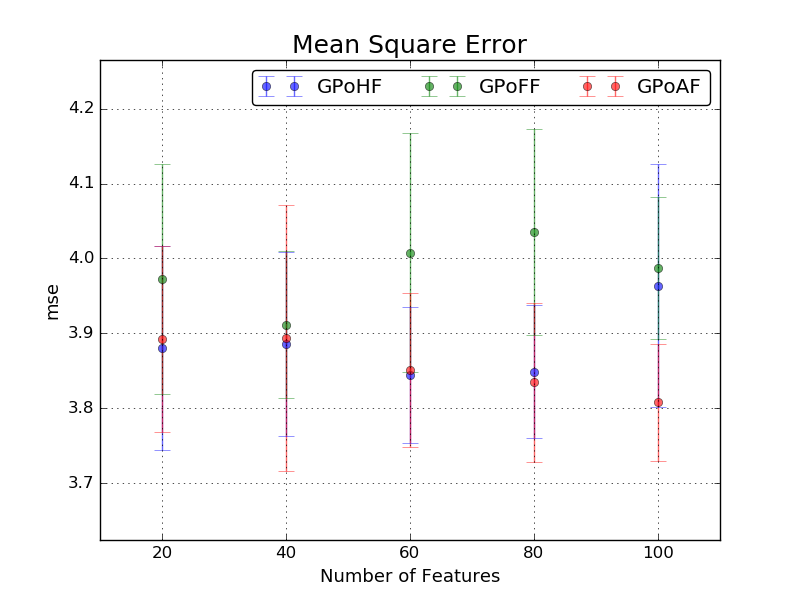 Mean Square Error
GPoHF GPoFF GPoAF
4.2
4.1
4.0
3.9
3.8
3.7
mse
20 40 60 80 100
Number of Features